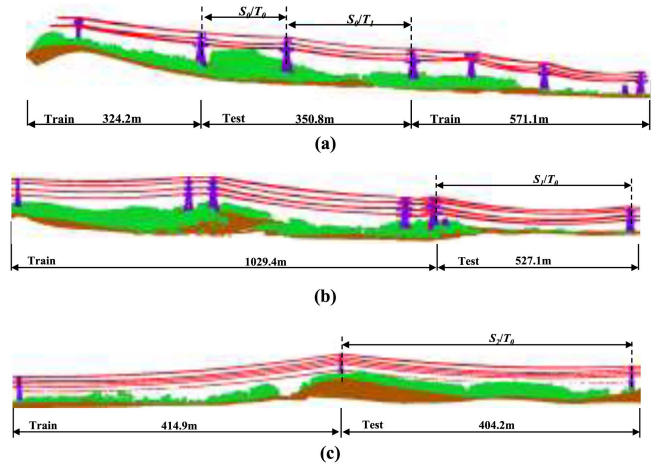 S₀/T₀ S₀/T₁
Train 324.2m Test 350.8m Train 571.1m
(a)
S₁/T₀
Train 1029.4m Test 527.1m
(b)
S₂/T₀
Train 414.9m Test 404.2m
(c)